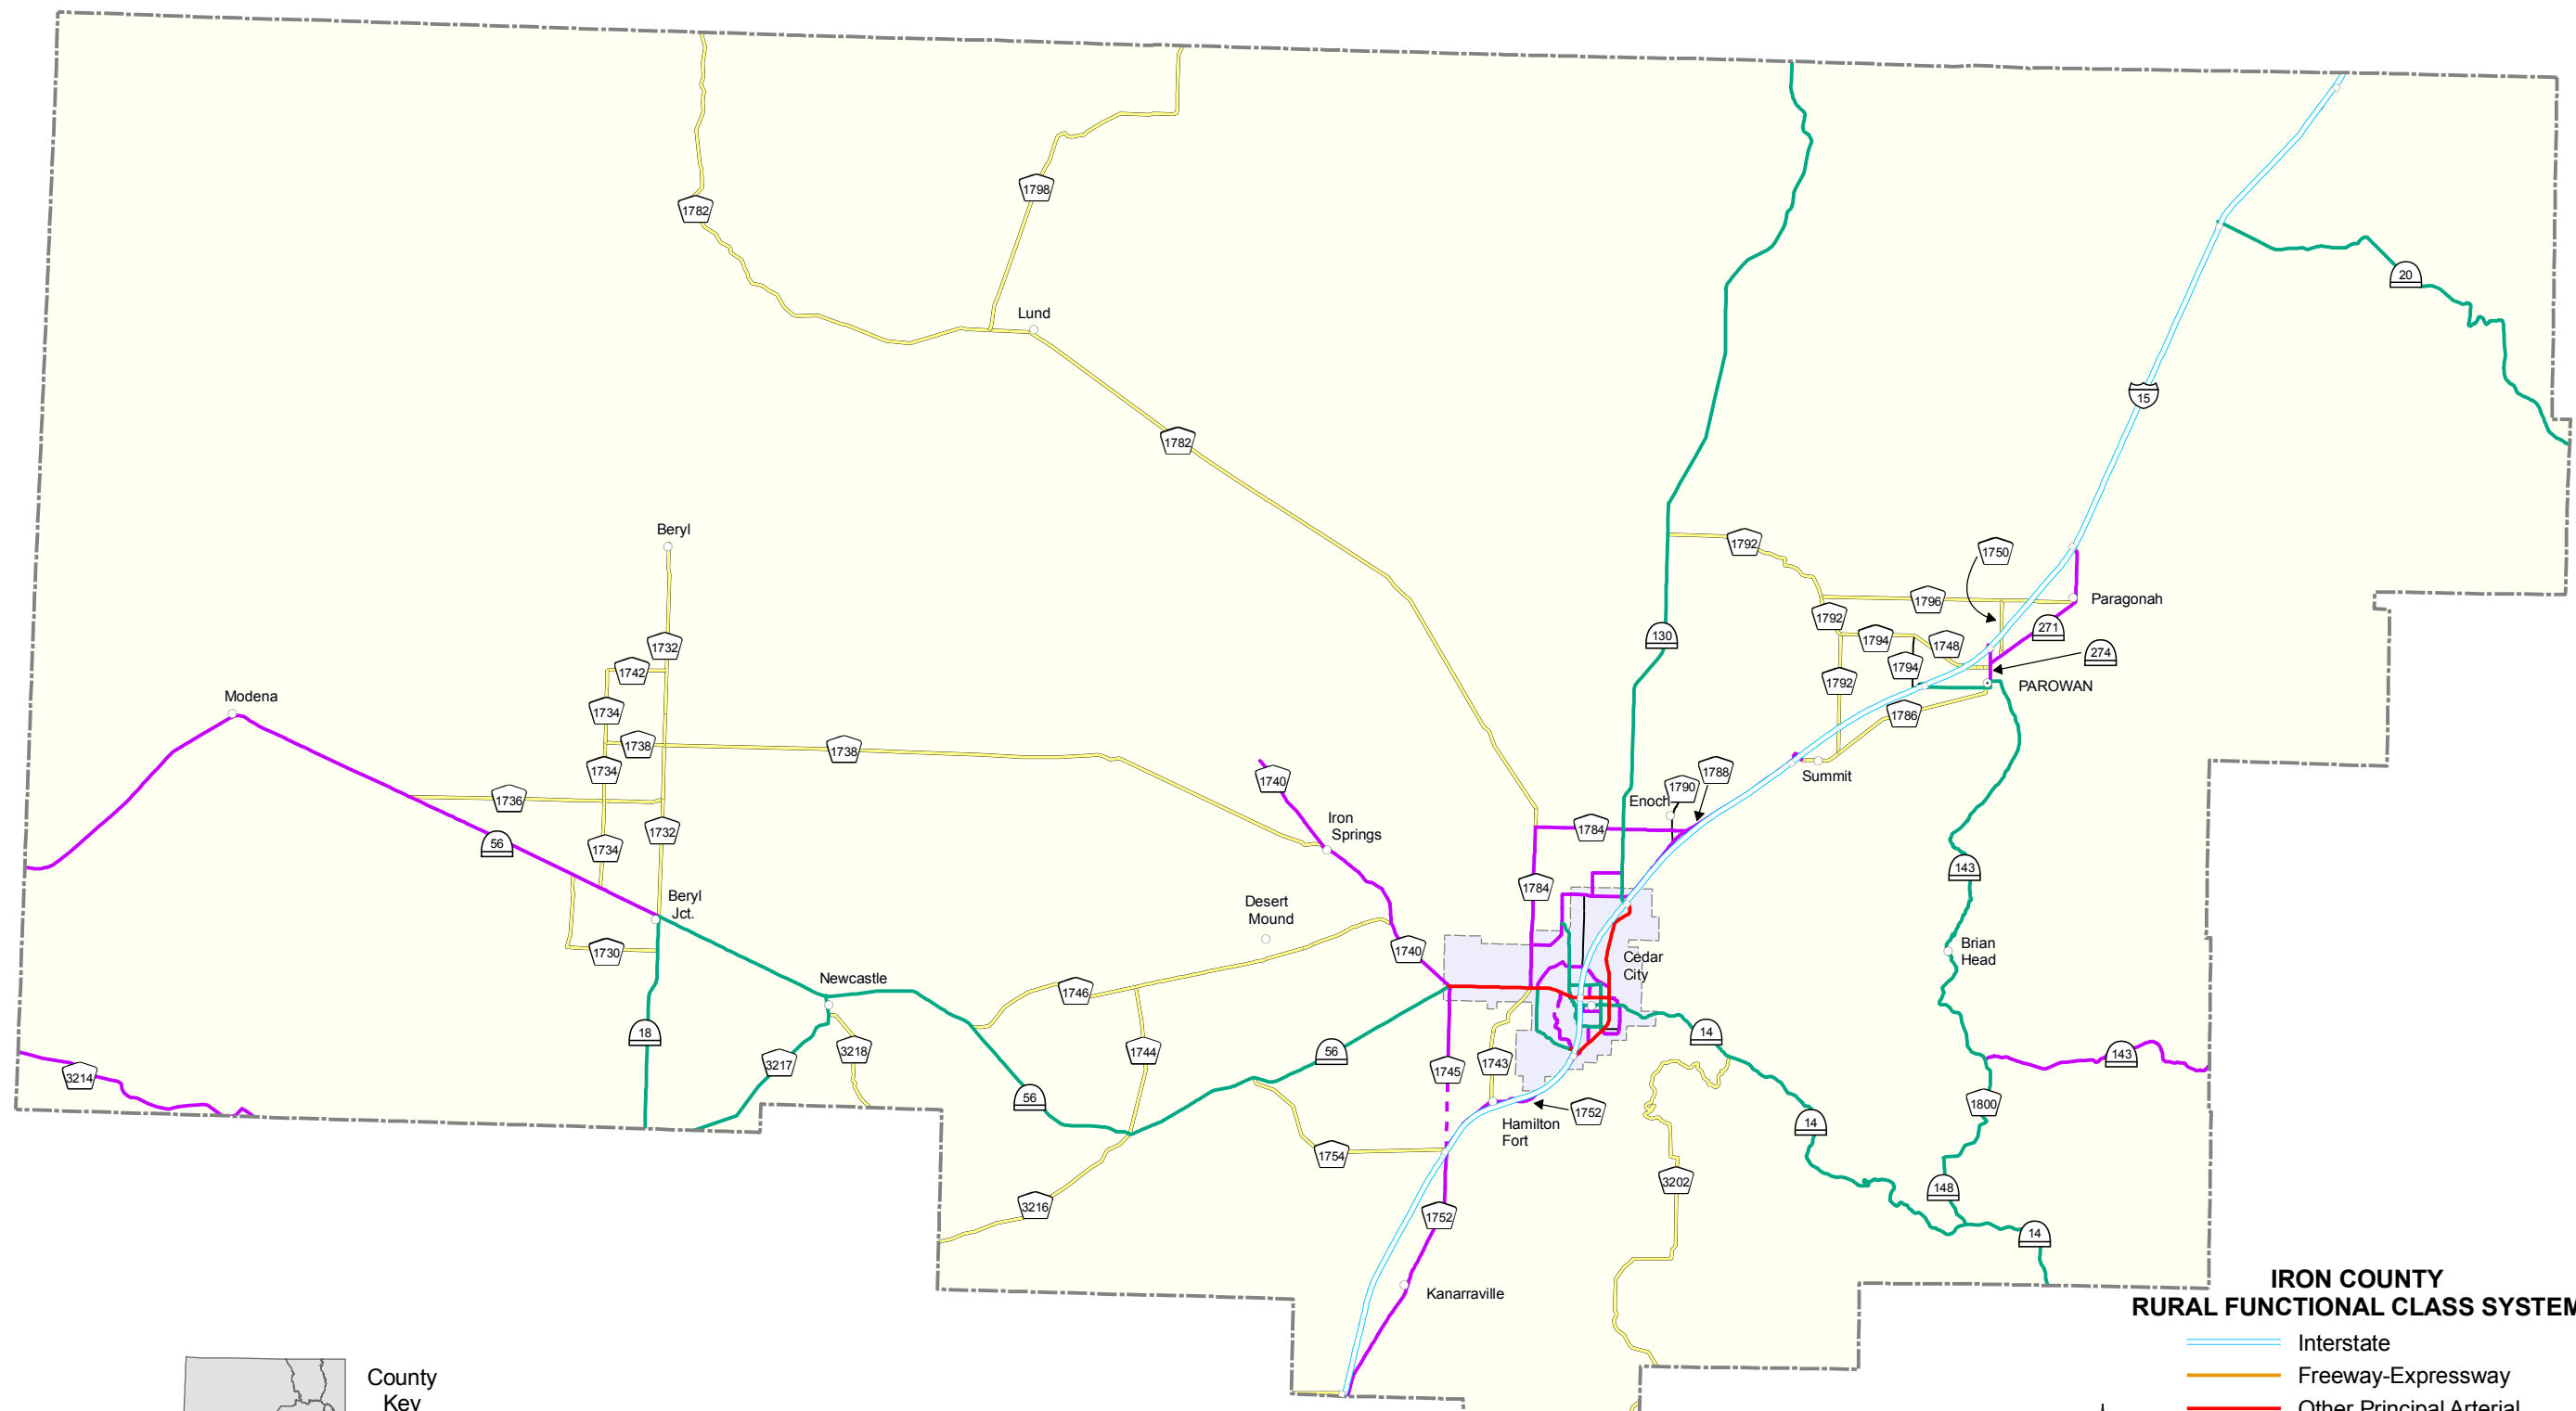 1782
1798
20
Lund
15
1782
Beryl
1792
1750
1796
Paragonah
1792
271
130
1794
1748
1732
274
1742
1794
1792
PAROWAN
Modena
1734
1786
1738
1738
1734
1740
1788
Summit
1790
1736
Enoch
Iron
Springs
1784
1732
56
1734
143
1784
Beryl
Jct.
Desert
Mound
1740
1730
Brian
Head
Cedar
City
Newcastle
1746
18
14
3217
3218
1744
56
1743
143
1745
3214
56
1752
1800
14
Hamilton
Fort
1754
3202
148
3216
1752
14
Kanarraville
IRON COUNTY
RURAL FUNCTIONAL CLASS SYSTEM
Interstate
Freeway-Expressway
Other Principal Arterial
County
Key